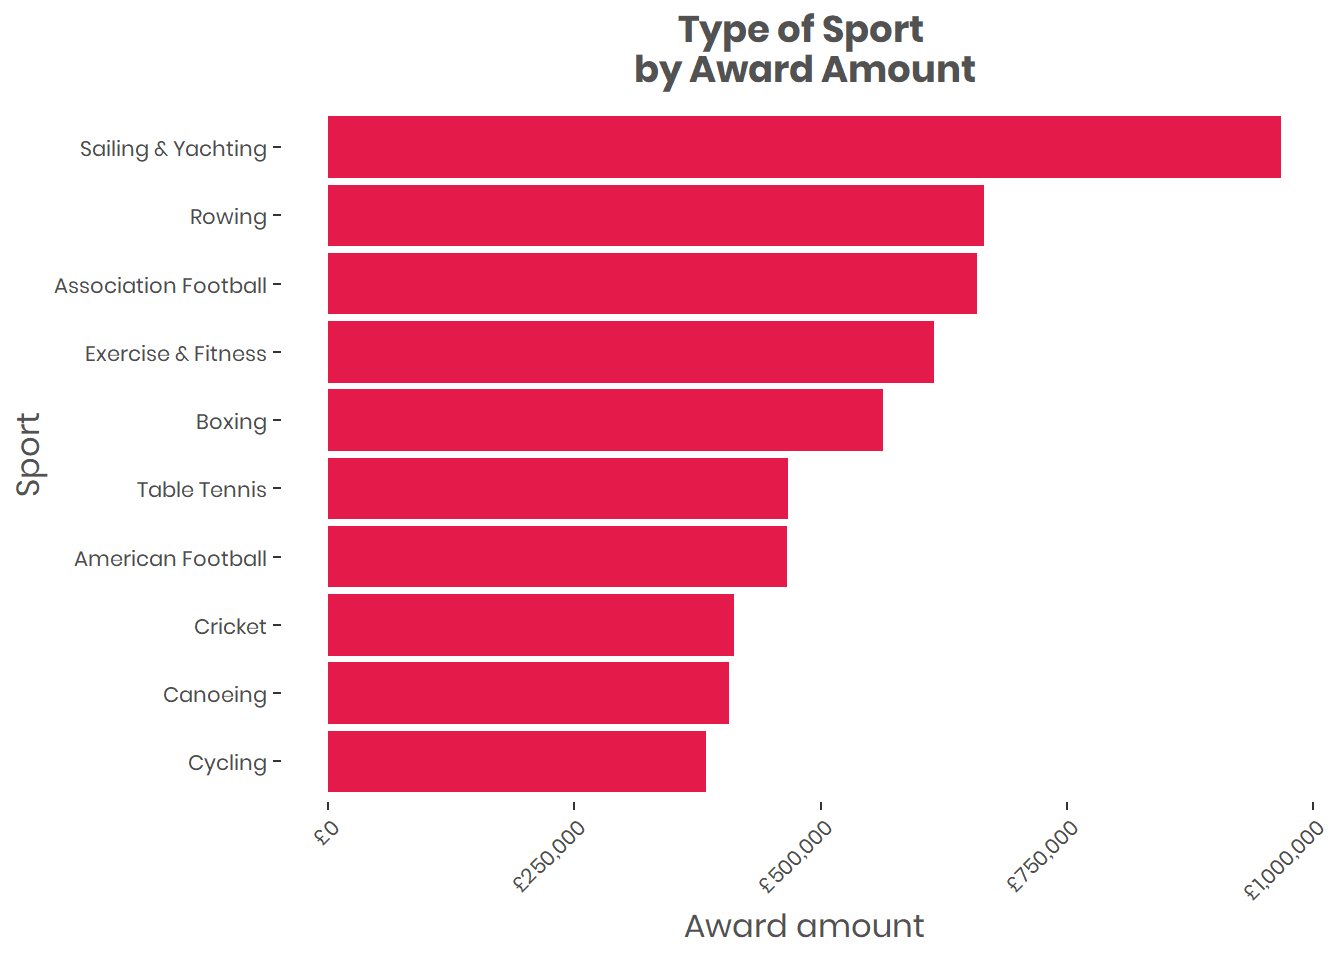 Type of Sport
by Award Amount
Sailing & Yachting
Rowing
Association Football
Exercise & Fitness
Boxing
Table Tennis
American Football
Cricket
Canoeing
Cycling
Sport
£0
£250,000
£500,000
£750,000
£1,000,000
Award amount